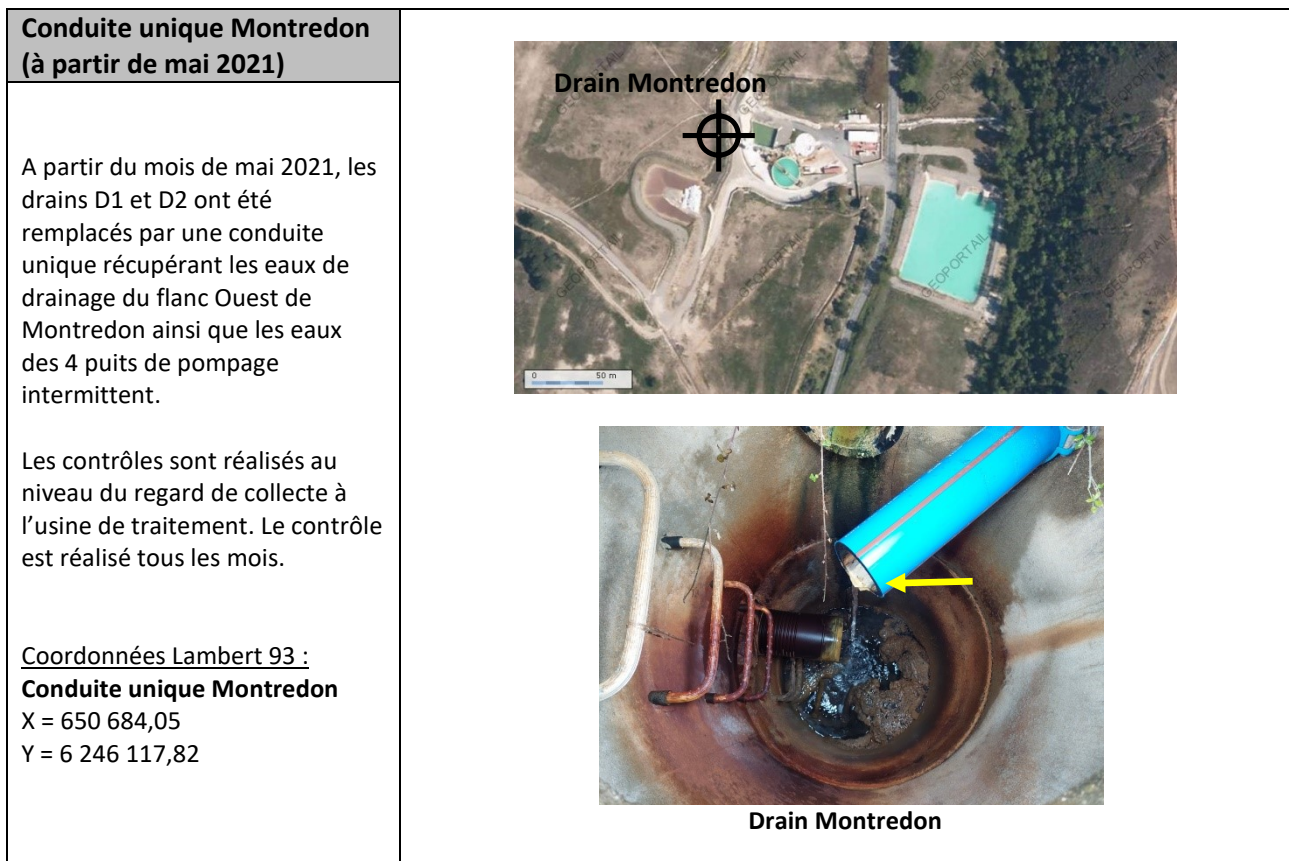 Conduite unique Montredon
(à partir de mai 2021)
A partir du mois de mai 2021, les
drains D1 et D2 ont été
remplacés par une conduite
unique récupérant les eaux de
drainage du flanc Ouest de
Montredon ainsi que les eaux
des 4 puits de pompage
intermittent.
Les contrôles sont réalisés au
niveau du regard de collecte à
l’usine de traitement. Le contrôle
est réalisé tous les mois.
Coordonnées Lambert 93 :
Conduite unique Montredon
X = 650 684,05
Y = 6 246 117,82
Drain Montredon
GEOPORTAIL
GEOPORTAIL
GEOPORTAIL
GEOPORTAIL
0 50 m
Drain Montredon